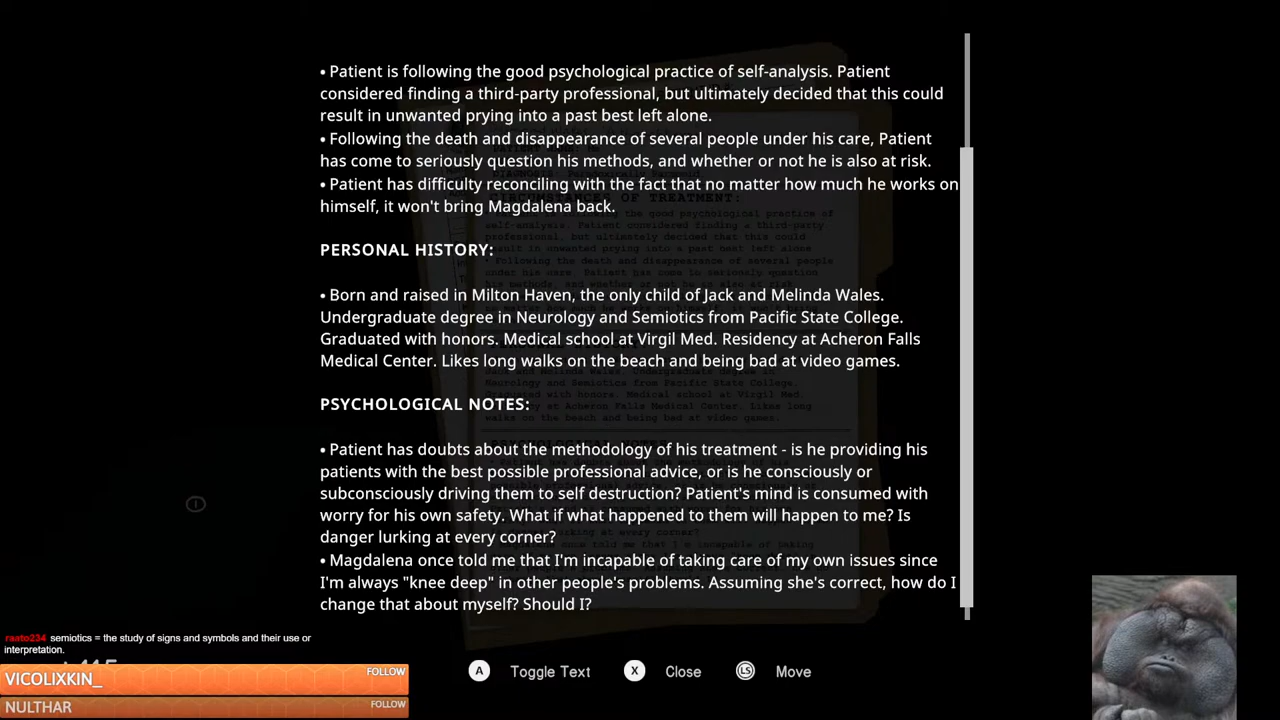 • Patient is following the good psychological practice of self-analysis. Patient
considered finding a third-party professional, but ultimately decided that this could
result in unwanted prying into a past best left alone.
• Following the death and disappearance of several people under his care, Patient
has come to seriously question his methods, and whether or not he is also at risk.
• Patient has difficulty reconciling with the fact that no matter how much he works on
himself, it won't bring Magdalena back.
PERSONAL HISTORY:
• Born and raised in Milton Haven, the only child of Jack and Melinda Wales.
Undergraduate degree in Neurology and Semiotics from Pacific State College.
Graduated with honors. Medical school at Virgil Med. Residency at Acheron Falls
Medical Center. Likes long walks on the beach and being bad at video games.
PSYCHOLOGICAL NOTES:
• Patient has doubts about the methodology of his treatment - is he providing his
patients with the best possible professional advice, or is he consciously or
subconsciously driving them to self destruction? Patient's mind is consumed with
worry for his own safety. What if what happened to them will happen to me? Is
danger lurking at every corner?
• Magdalena once told me that I'm incapable of taking care of my own issues since
I'm always "knee deep" in other people's problems. Assuming she's correct, how do I
change that about myself? Should I?
raato234 semiotics = the study of signs and symbols and their use or
interpretation.
VICOLIXKIN_ FOLLOW
NULTHAR FOLLOW
A Toggle Text X Close LS Move